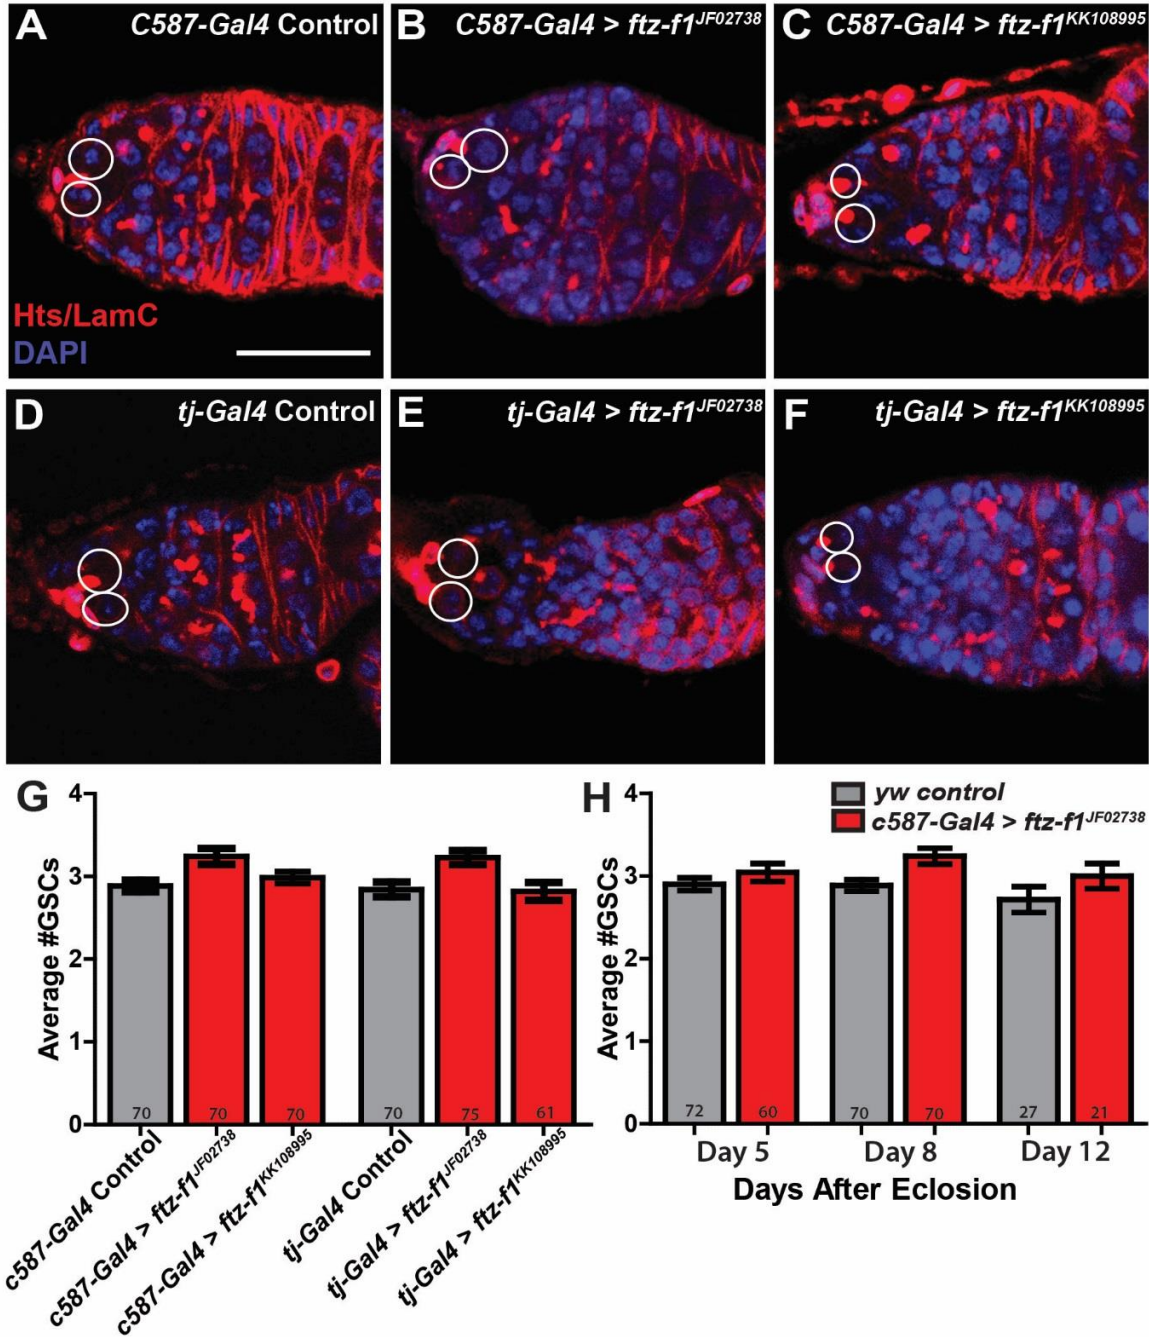 A C587-Gal4 Control
B C587-Gal4 > ftz-f1JF02738
C C587-Gal4 > ftz-f1KK108995
Hts/LamC
DAPI
D tj-Gal4 Control
E tj-Gal4 > ftz-f1JF02738
F tj-Gal4 > ftz-f1KK108995
G
Average #GSCs
4
3
2
1
0
70
70
70
70
75
61
c587-Gal4 Control
c587-Gal4 > ftz-f1JF02738
c587-Gal4 > ftz-f1KK108995
tj-Gal4 Control
tj-Gal4 > ftz-f1JF02738
tj-Gal4 > ftz-f1KK108995
H
yw control
c587-Gal4 > ftz-f1JF02738
Average #GSCs
4
3
2
1
0
72
60
70
70
27
21
Day 5
Day 8
Day 12
Days After Eclosion